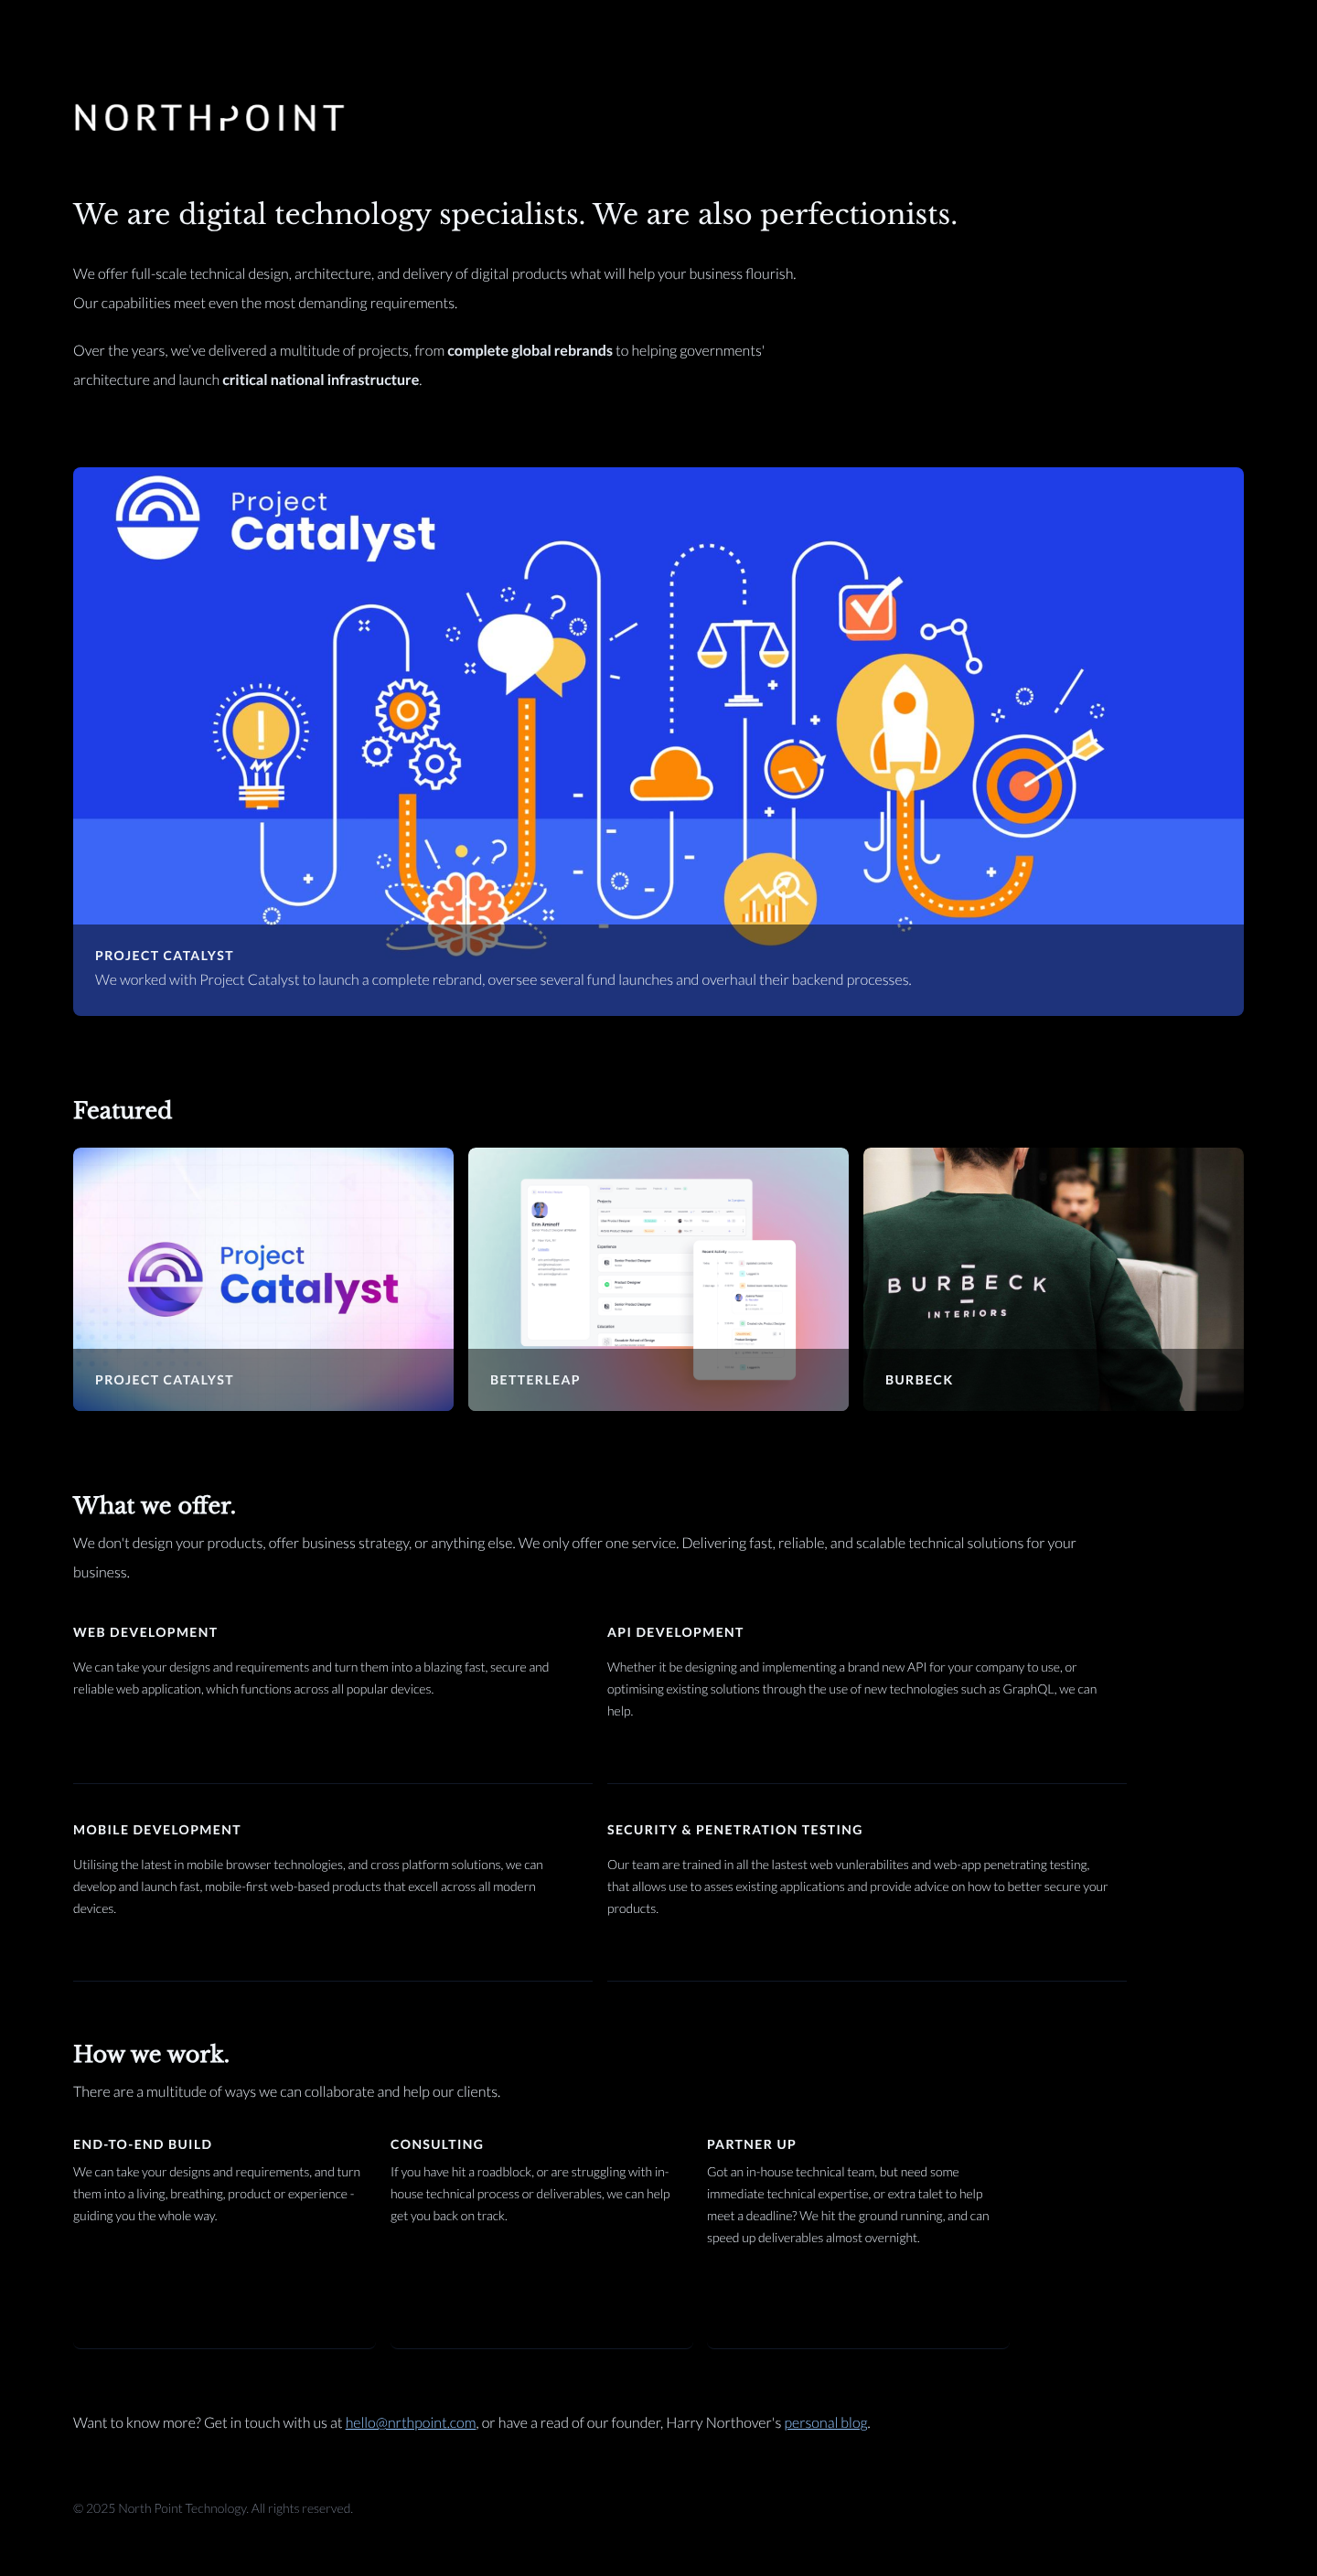 NORTHPOINT
We are digital technology specialists. We are also perfectionists.
We offer full-scale technical design, architecture, and delivery of digital products what will help your business flourish.
Our capabilities meet even the most demanding requirements.
Over the years, we've delivered a multitude of projects, from complete global rebrands to helping governments'
architecture and launch critical national infrastructure.
Project
Catalyst
PROJECT CATALYST
We worked with Project Catalyst to launch a complete rebrand, oversee several fund launches and overhaul their backend processes.
Featured
Project
Catalyst
PROJECT CATALYST
Projects
Experience
Product Designer
Education
Recent Activity
BETTERLEAP
BURBECK
INTERIORS
BURBECK
What we offer.
We don't design your products, offer business strategy, or anything else. We only offer one service. Delivering fast, reliable, and scalable technical solutions for your
business.
WEB DEVELOPMENT
We can take your designs and requirements and turn them into a blazing fast, secure and
reliable web application, which functions across all popular devices.
API DEVELOPMENT
Whether it be designing and implementing a brand new API for your company to use, or
optimising existing solutions through the use of new technologies such as GraphQL, we can
help.
MOBILE DEVELOPMENT
Utilising the latest in mobile browser technologies, and cross platform solutions, we can
develop and launch fast, mobile-first web-based products that excell across all modern
devices.
SECURITY & PENETRATION TESTING
Our team are trained in all the lastest web vunlerabilites and web-app penetrating testing,
that allows use to asses existing applications and provide advice on how to better secure your
products.
How we work.
There are a multitude of ways we can collaborate and help our clients.
END-TO-END BUILD
We can take your designs and requirements, and turn
them into a living, breathing, product or experience -
guiding you the whole way.
CONSULTING
If you have hit a roadblock, or are struggling with in-
house technical process or deliverables, we can help
get you back on track.
PARTNER UP
Got an in-house technical team, but need some
immediate technical expertise, or extra talet to help
meet a deadline? We hit the ground running, and can
speed up deliverables almost overnight.
Want to know more? Get in touch with us at hello@nrthpoint.com, or have a read of our founder, Harry Northover's personal blog.
© 2025 North Point Technology. All rights reserved.